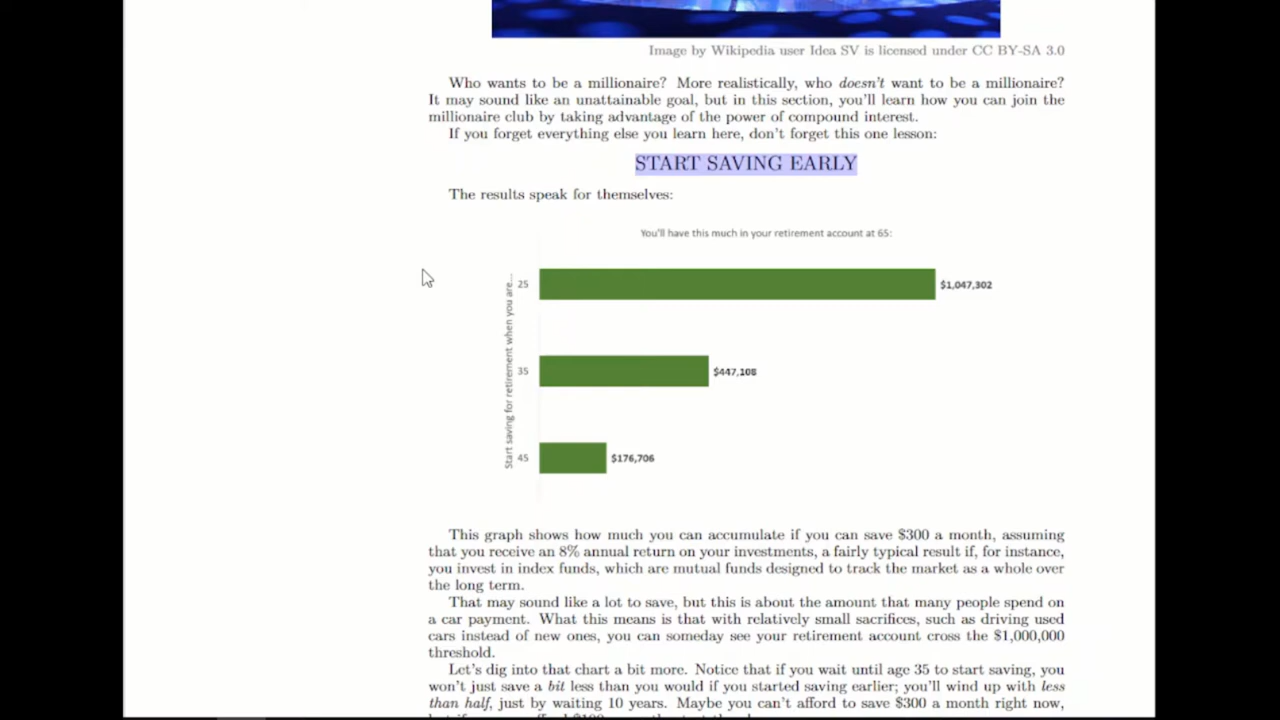 Image by Wikipedia user Idea SV is licensed under CC BY-SA 3.0
Who wants to be a millionaire? More realistically, who doesn't want to be a millionaire?
It may sound like an unattainable goal, but in this section, you'll learn how you can join the
millionaire club by taking advantage of the power of compound interest.
If you forget everything else you learn here, don't forget this one lesson:
START SAVING EARLY
The results speak for themselves:
You'll have this much in your retirement account at 65:
Start saving for retirement when you are...
25
$1,047,302
35
$447,108
45
$176,706
This graph shows how much you can accumulate if you can save $300 a month, assuming
that you receive an 8% annual return on your investments, a fairly typical result if, for instance,
you invest in index funds, which are mutual funds designed to track the market as a whole over
the long term.
That may sound like a lot to save, but this is about the amount that many people spend on
a car payment. What this means is that with relatively small sacrifices, such as driving used
cars instead of new ones, you can someday see your retirement account cross the $1,000,000
threshold.
Let's dig into that chart a bit more. Notice that if you wait until age 35 to start saving, you
won't just save a bit less than you would if you started saving earlier; you'll wind up with less
than half, just by waiting 10 years. Maybe you can't afford to save $300 a month right now,